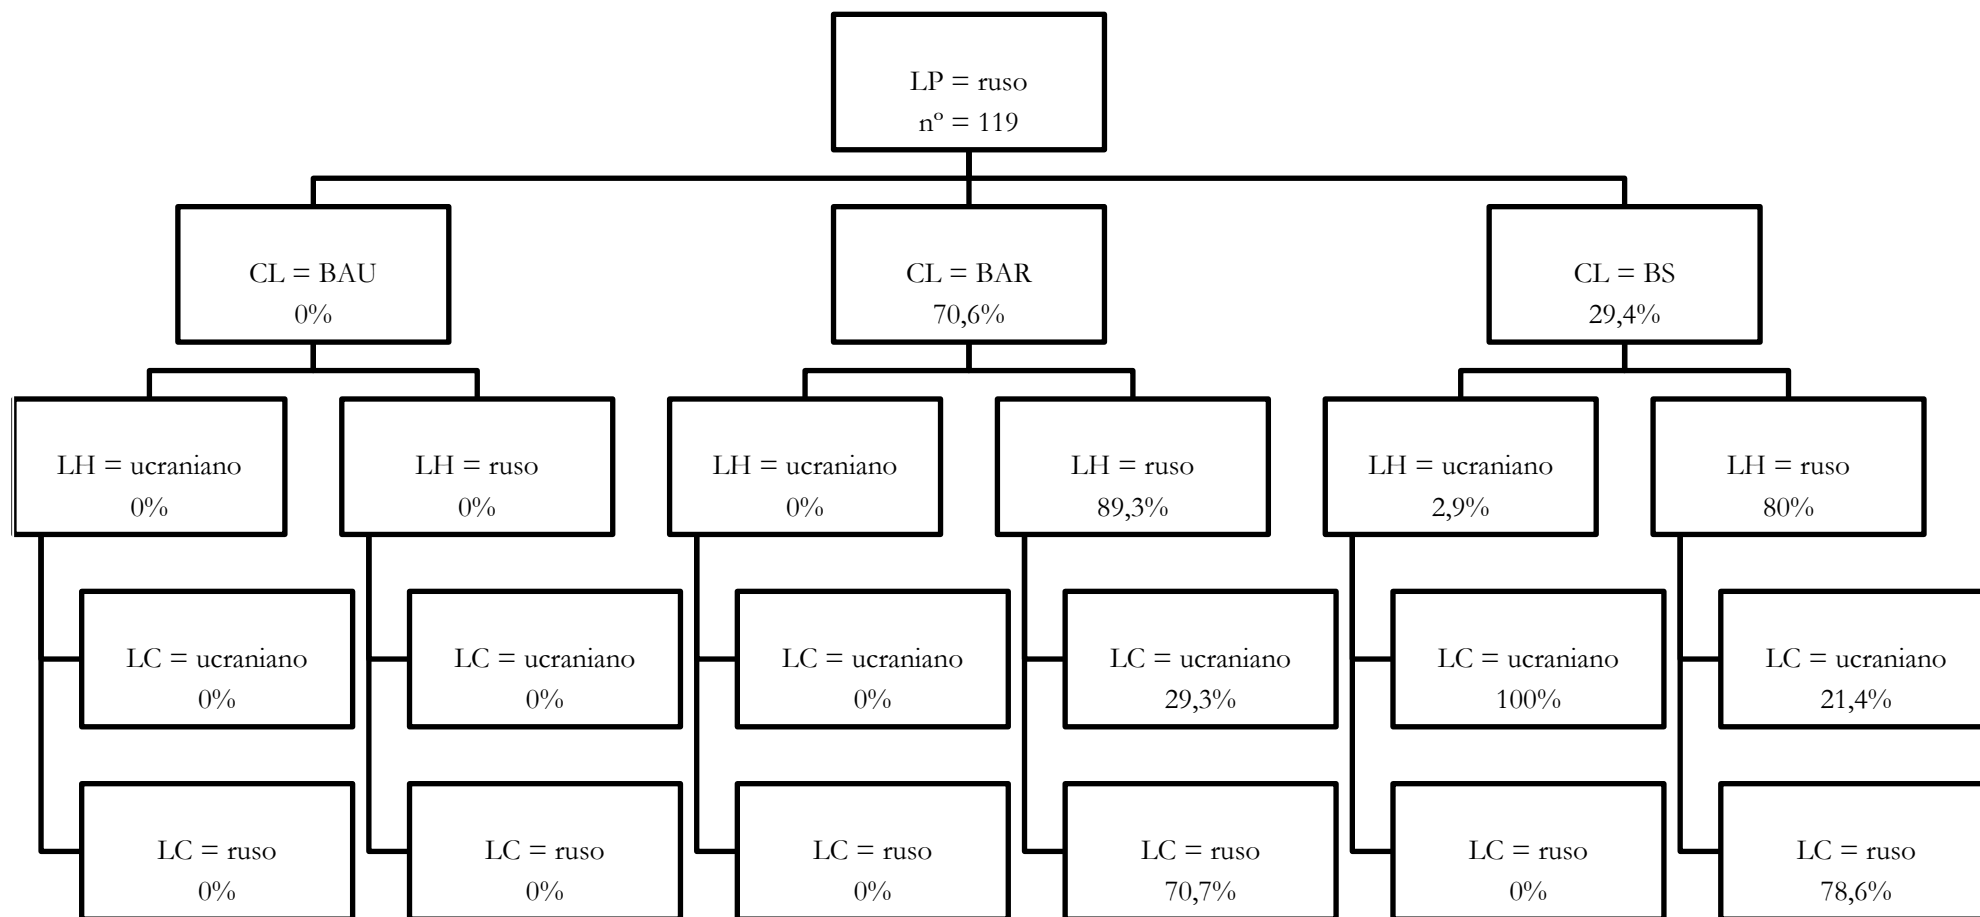 LP = ruso
nº = 119
CL = BAU
0%
CL = BAR
70,6%
CL = BS
29,4%
LH = ucraniano
0%
LH = ruso
0%
LH = ucraniano
0%
LH = ruso
89,3%
LH = ucraniano
2,9%
LH = ruso
80%
LC = ucraniano
0%
LC = ucraniano
0%
LC = ucraniano
0%
LC = ucraniano
29,3%
LC = ucraniano
100%
LC = ucraniano
21,4%
LC = ruso
0%
LC = ruso
0%
LC = ruso
0%
LC = ruso
70,7%
LC = ruso
0%
LC = ruso
78,6%